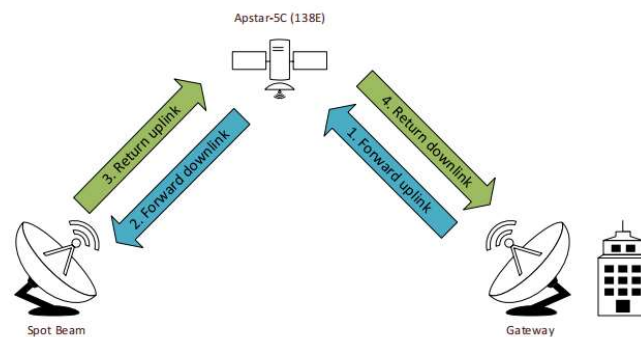 Apstar-5C (138E)
3. Return uplink
2. Forward downlink
4. Return downlink
1. Forward uplink
Spot Beam
Gateway